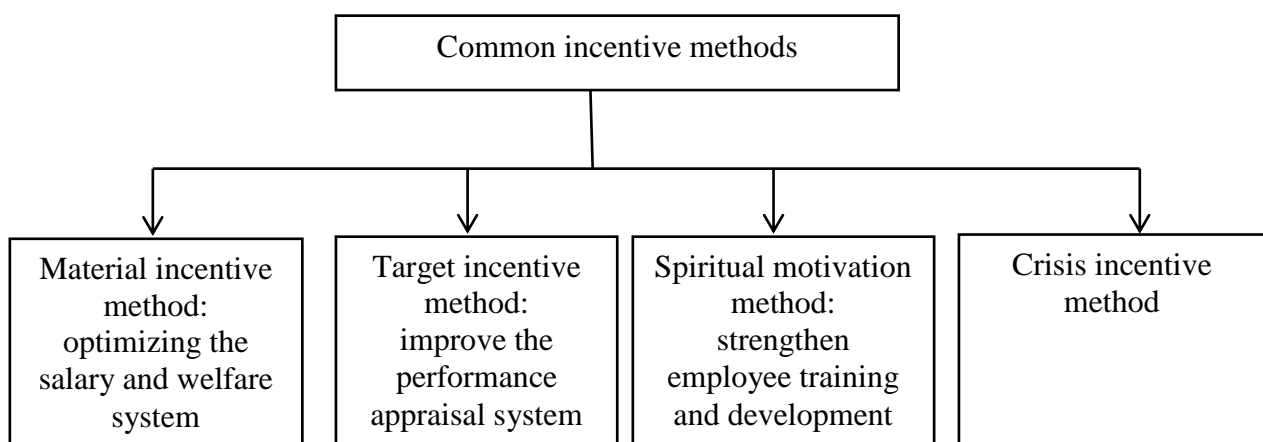 Common incentive methods
Material incentive
method:
optimizing the
salary and welfare
system
Target incentive
method:
improve the
performance
appraisal system
Spiritual motivation
method:
strengthen
employee training
and development
Crisis incentive
method